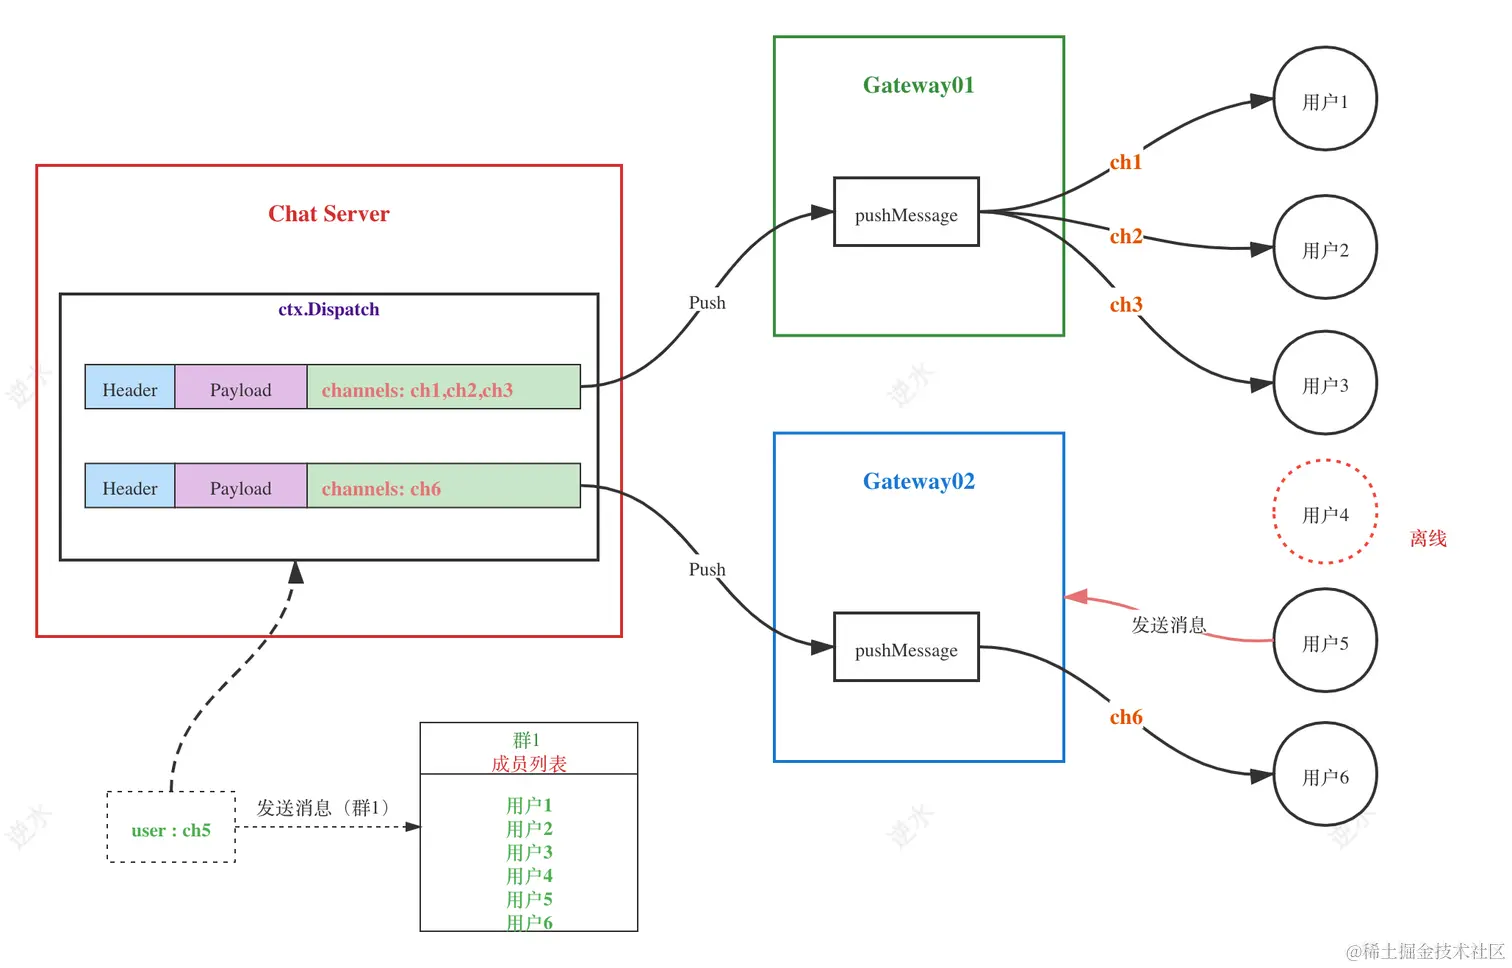 Gateway01
用户1
ch1
Chat Server
pushMessage
ch2
用户2
ctx.Dispatch
Push
ch3
Header
Payload
channels: ch1,ch2,ch3
用户3
逆水
逆水
Header
Payload
channels: ch6
Gateway02
用户4
离线
Push
发送消息
用户5
pushMessage
ch6
群1
成员列表
用户6
user : ch5
发送消息（群1）
用户1
用户2
用户3
用户4
用户5
用户6
逆水
逆水
逆水
@稀土掘金技术社区